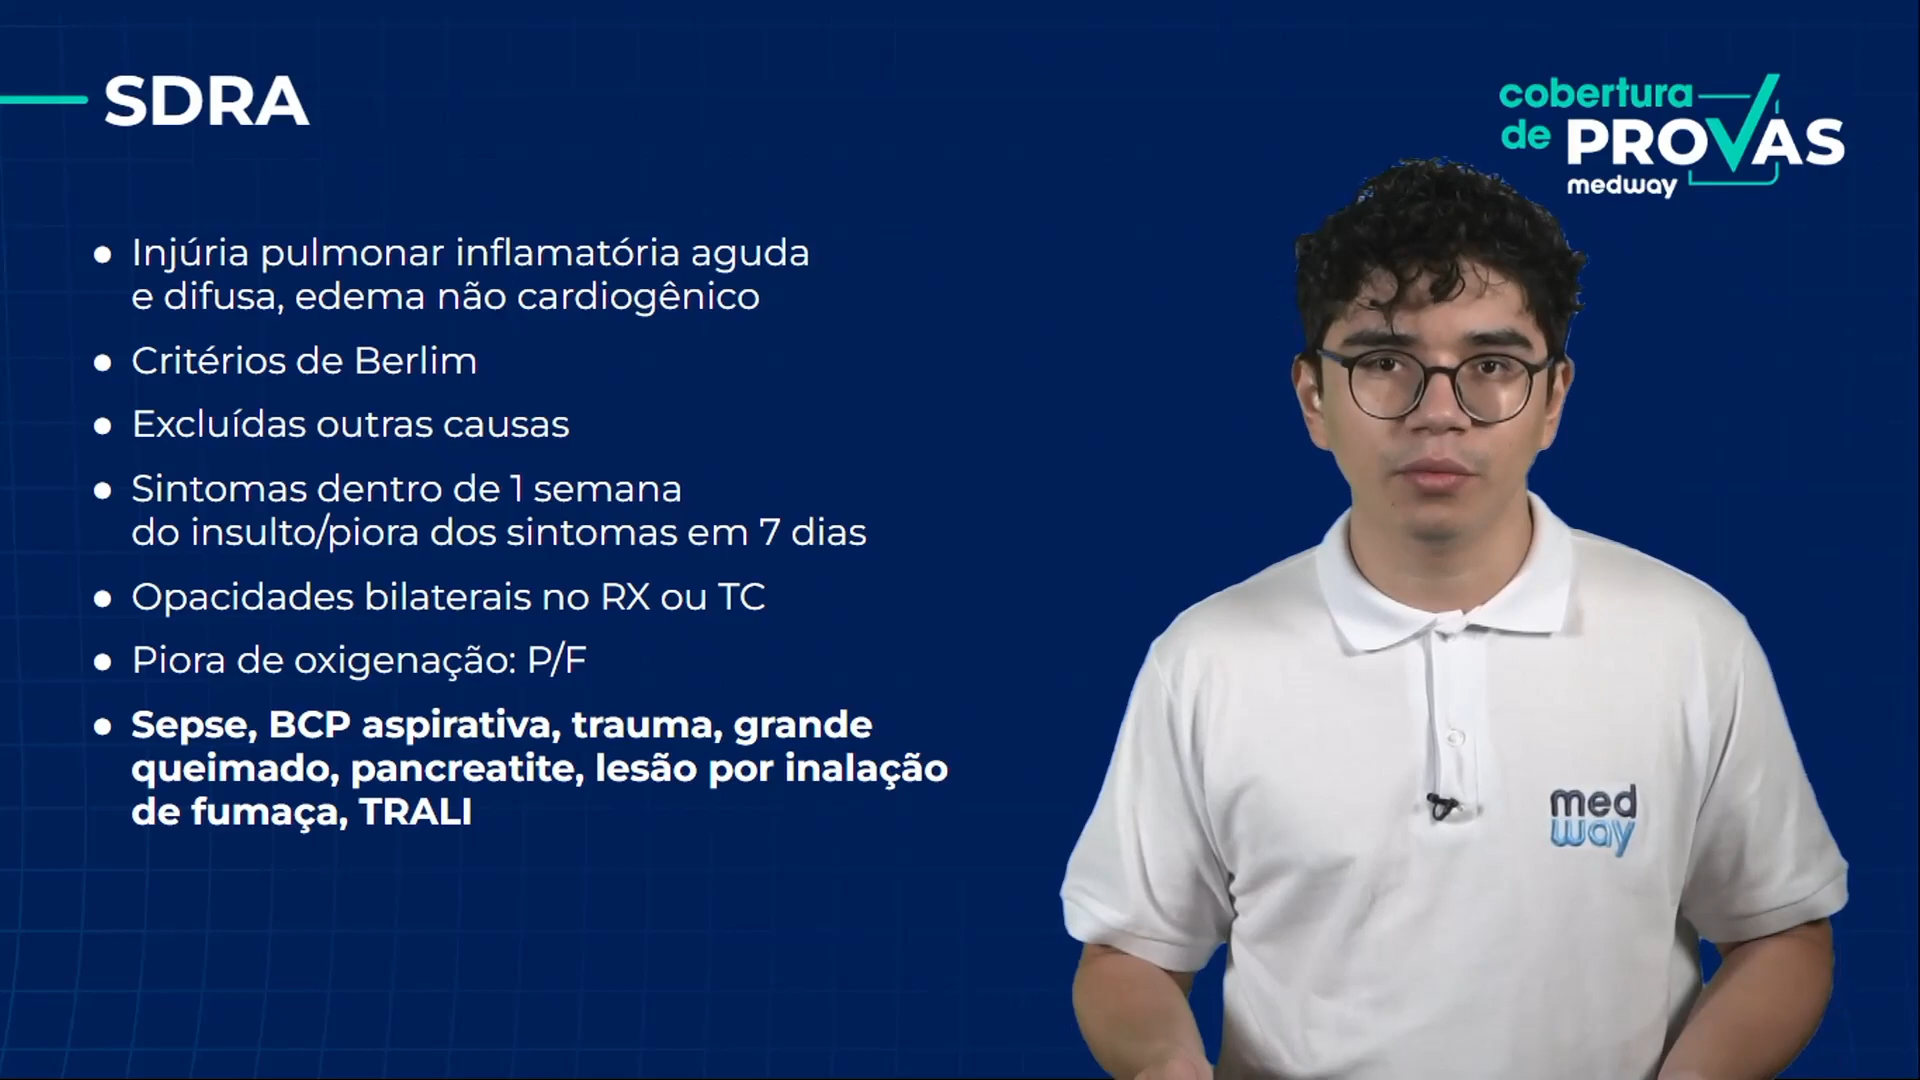 SDRA
cobertura
de PROVAS
medway
● Injúria pulmonar inflamatória aguda
e difusa, edema não cardiogênico
● Critérios de Berlim
● Excluídas outras causas
● Sintomas dentro de 1 semana
do insulto/piora dos sintomas em 7 dias
● Opacidades bilaterais no RX ou TC
● Piora de oxigenação: P/F
● Sepse, BCP aspirativa, trauma, grande
queimado, pancreatite, lesão por inalação
de fumaça, TRALI
med
way